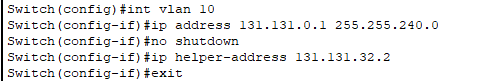 Switch(config)#int vlan 10
Switch(config-if)#ip address 131.131.0.1 255.255.240.0
Switch(config-if)#no shutdown
Switch(config-if)#ip helper-address 131.131.32.2
Switch(config-if)#exit